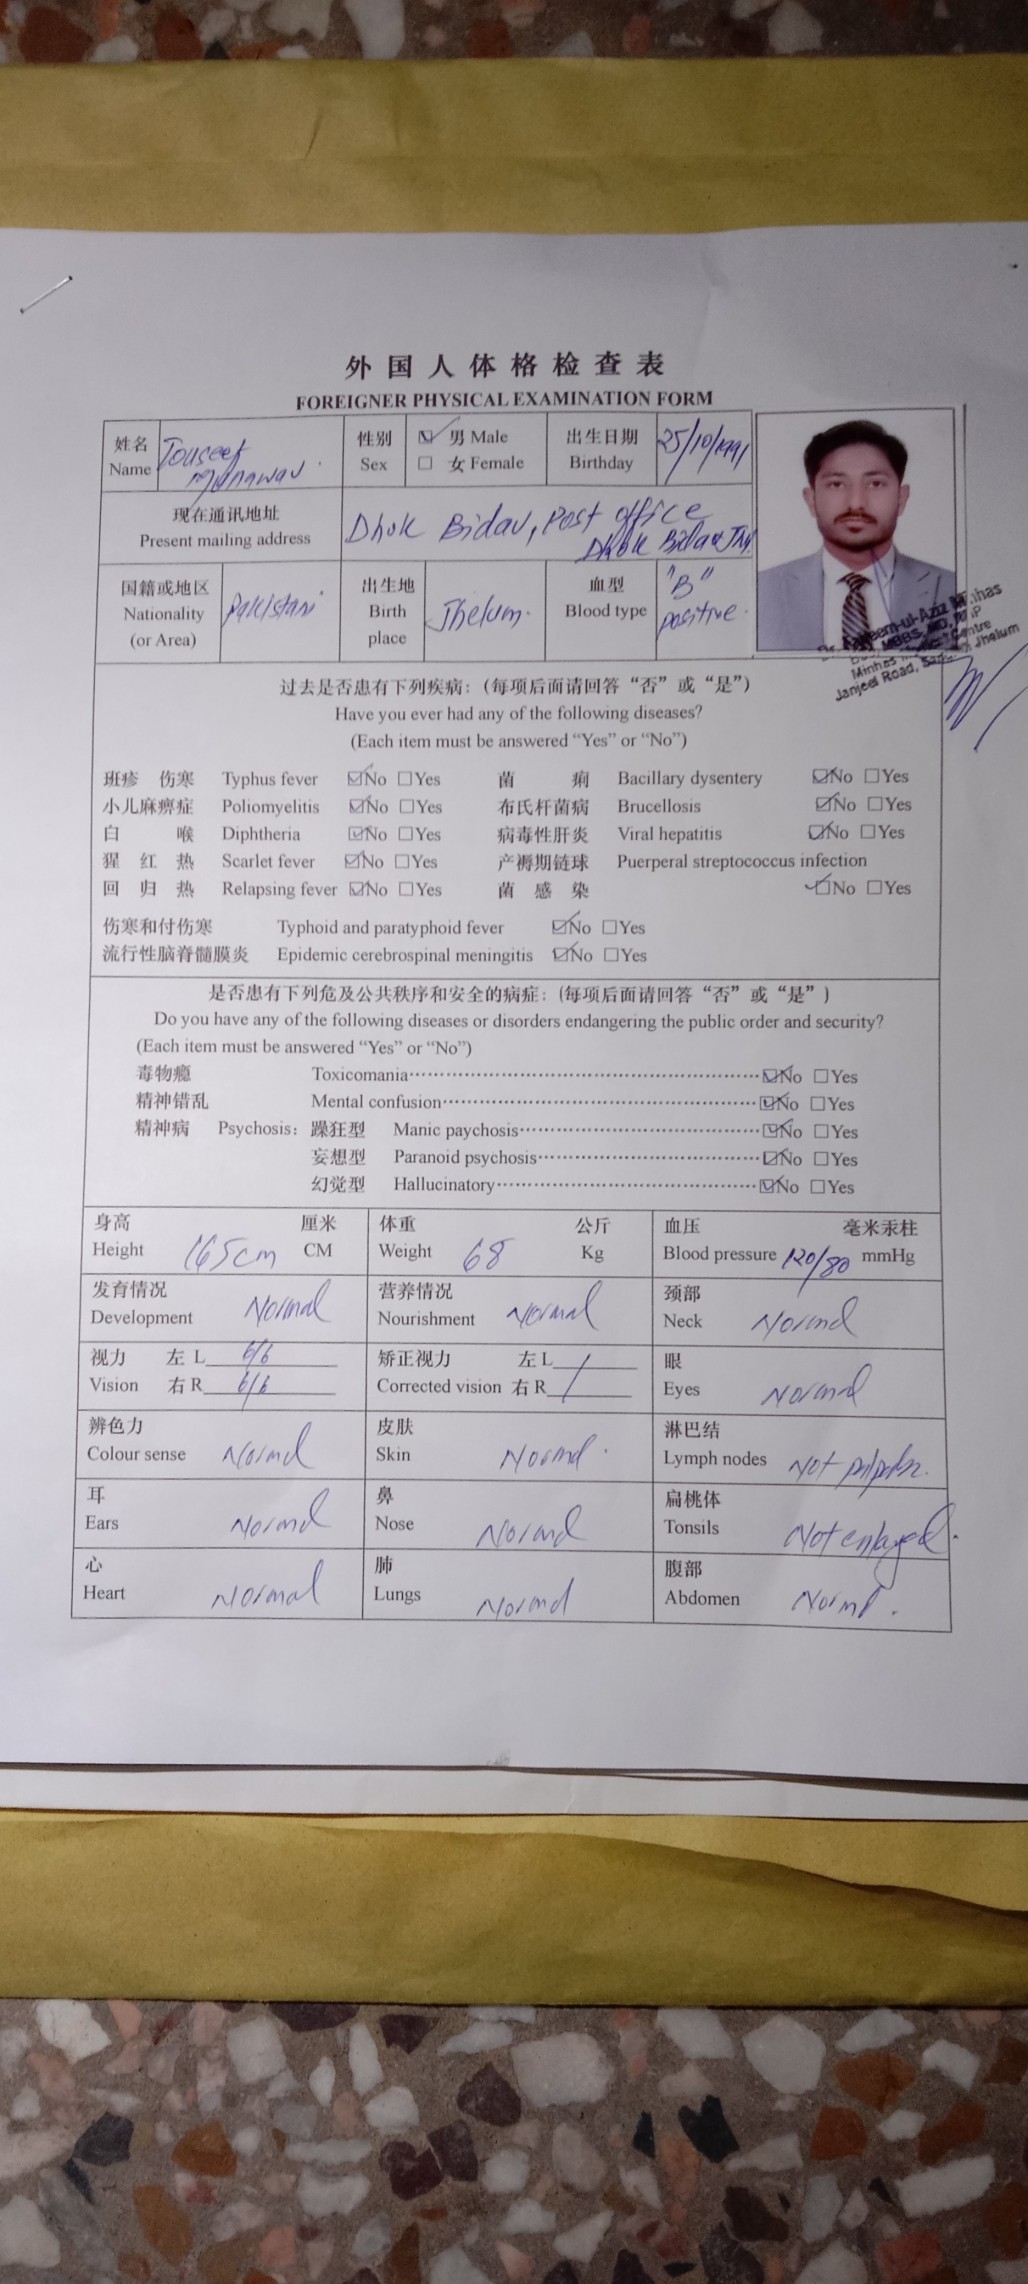 外国人体格检查表
FOREIGNER PHYSICAL EXAMINATION FORM
姓名 Name Touseef Munawar
性别 Sex ☑ 男 Male ☐ 女 Female
出生日期 Birthday 25/10/1991
现在通讯地址 Present mailing address Dhok Bidar, Post office
Dhok Bidar
国籍或地区 Nationality (or Area) Pakistani
出生地 Birth place Jhelum.
血型 Blood type "B" positive.
Minhas
MBBS, MD,
Minhas Centre
Janjeel Road, Jhelum
过去是否患有下列疾病：（每项后面请回答“否”或“是”）
Have you ever had any of the following diseases?
(Each item must be answered “Yes” or “No”)
班疹 伤寒 Typhus fever ☑No ☐Yes 菌 痢 Bacillary dysentery ☑No ☐Yes
小儿麻痹症 Poliomyelitis ☑No ☐Yes 布氏杆菌病 Brucellosis ☑No ☐Yes
白 喉 Diphtheria ☑No ☐Yes 病毒性肝炎 Viral hepatitis ☑No ☐Yes
猩 红 热 Scarlet fever ☑No ☐Yes 产褥期链球 Puerperal streptococcus infection
回 归 热 Relapsing fever ☑No ☐Yes 菌 感 染 ☑No ☐Yes
伤寒和付伤寒 Typhoid and paratyphoid fever ☑No ☐Yes
流行性脑脊髓膜炎 Epidemic cerebrospinal meningitis ☑No ☐Yes
是否患有下列危及公共秩序和安全的病症：（每项后面请回答“否”或“是”）
Do you have any of the following diseases or disorders endangering the public order and security?
(Each item must be answered “Yes” or “No”)
毒物瘾 Toxicomania ☑No ☐Yes
精神错乱 Mental confusion ☑No ☐Yes
精神病 Psychosis: 躁狂型 Manic paychosis ☑No ☐Yes
妄想型 Paranoid psychosis ☑No ☐Yes
幻觉型 Hallucinatory ☑No ☐Yes
身高 厘米 体重 公斤 血压 毫米汞柱
Height 165cm CM Weight 68 Kg Blood pressure 120/80 mmHg
发育情况 营养情况 颈部
Development Normal Nourishment Normal Neck Normal
视力 左 L 6/6 矫正视力 左 L 眼
Vision 右 R 6/6 Corrected vision 右 R Eyes Normal
辨色力 皮肤 淋巴结
Colour sense Normal Skin Normal. Lymph nodes Not
耳 鼻 扁桃体
Ears Normal Nose Normal Tonsils Not enlarged.
心 肺 腹部
Heart Normal Lungs Normal Abdomen Normal.